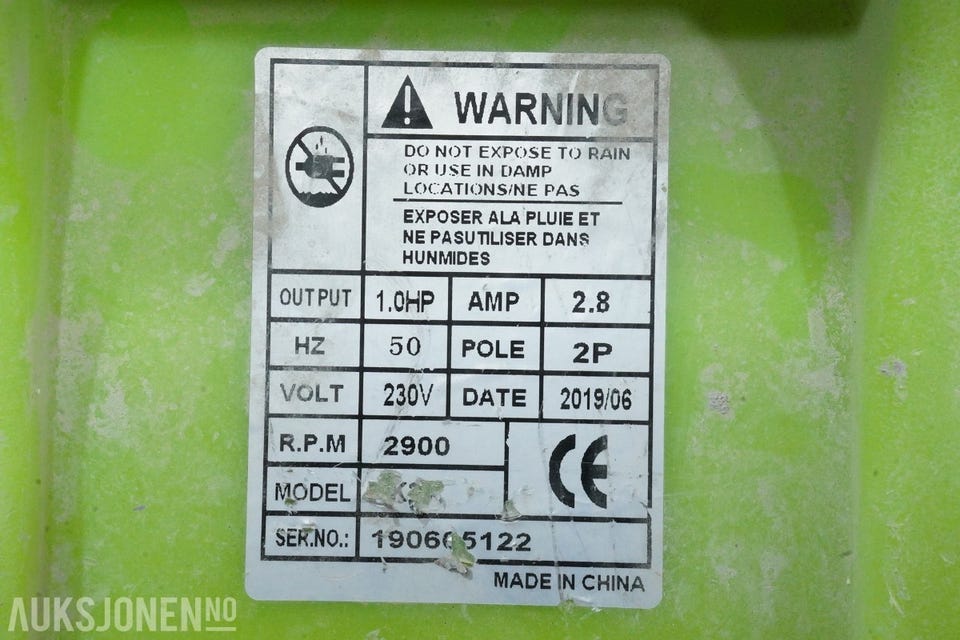 WARNING
DO NOT EXPOSE TO RAIN
OR USE IN DAMP
LOCATIONS/NE PAS
EXPOSER ALA PLUIE ET
NE PASUTILISER DANS
HUNMIDES
OUTPUT 1.0HP AMP 2.8
HZ 50 POLE 2P
VOLT 230V DATE 2019/06
R.P.M 2900
CE
MODEL
SER.NO.: 190605122
MADE IN CHINA
AUKSJONEN.NO